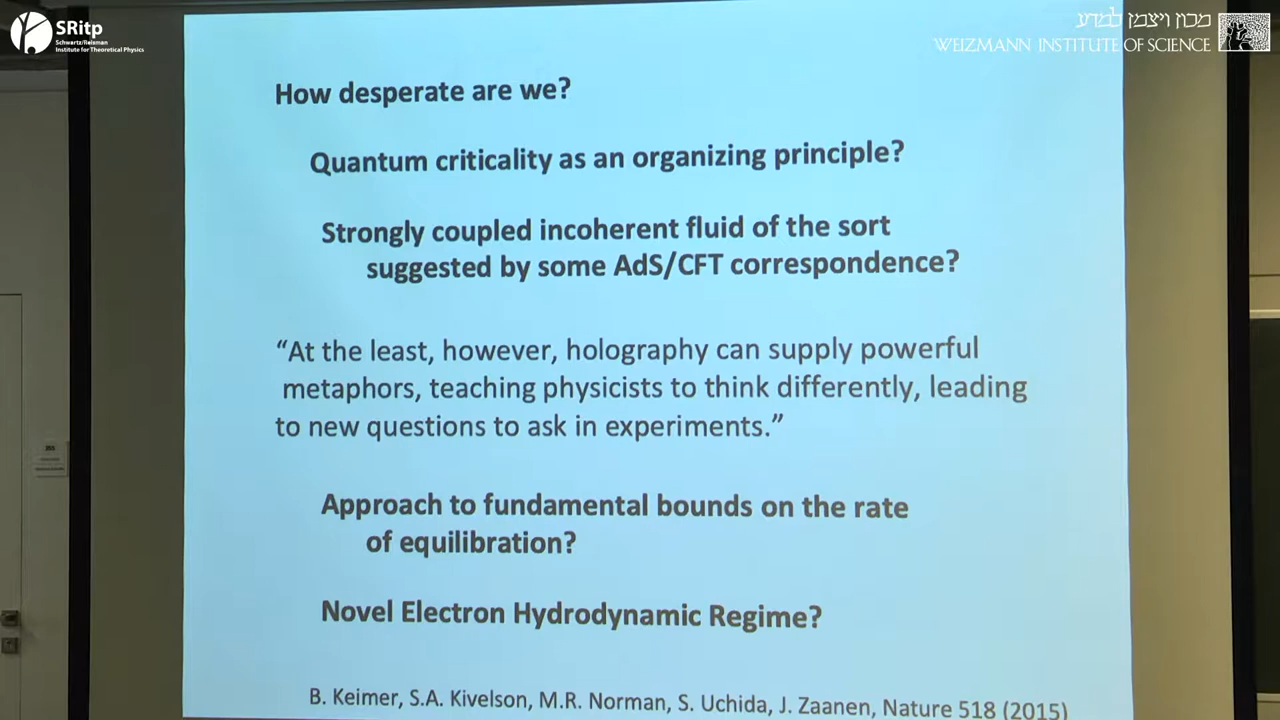 SRitp
Schwartz/Reisman
Institute for Theoretical Physics
מכון ויצמן למדע
WEIZMANN INSTITUTE OF SCIENCE
How desperate are we?
Quantum criticality as an organizing principle?
Strongly coupled incoherent fluid of the sort
suggested by some AdS/CFT correspondence?
“At the least, however, holography can supply powerful
metaphors, teaching physicists to think differently, leading
to new questions to ask in experiments.”
Approach to fundamental bounds on the rate
of equilibration?
Novel Electron Hydrodynamic Regime?
B. Keimer, S.A. Kivelson, M.R. Norman, S. Uchida, J. Zaanen, Nature 518 (2015)